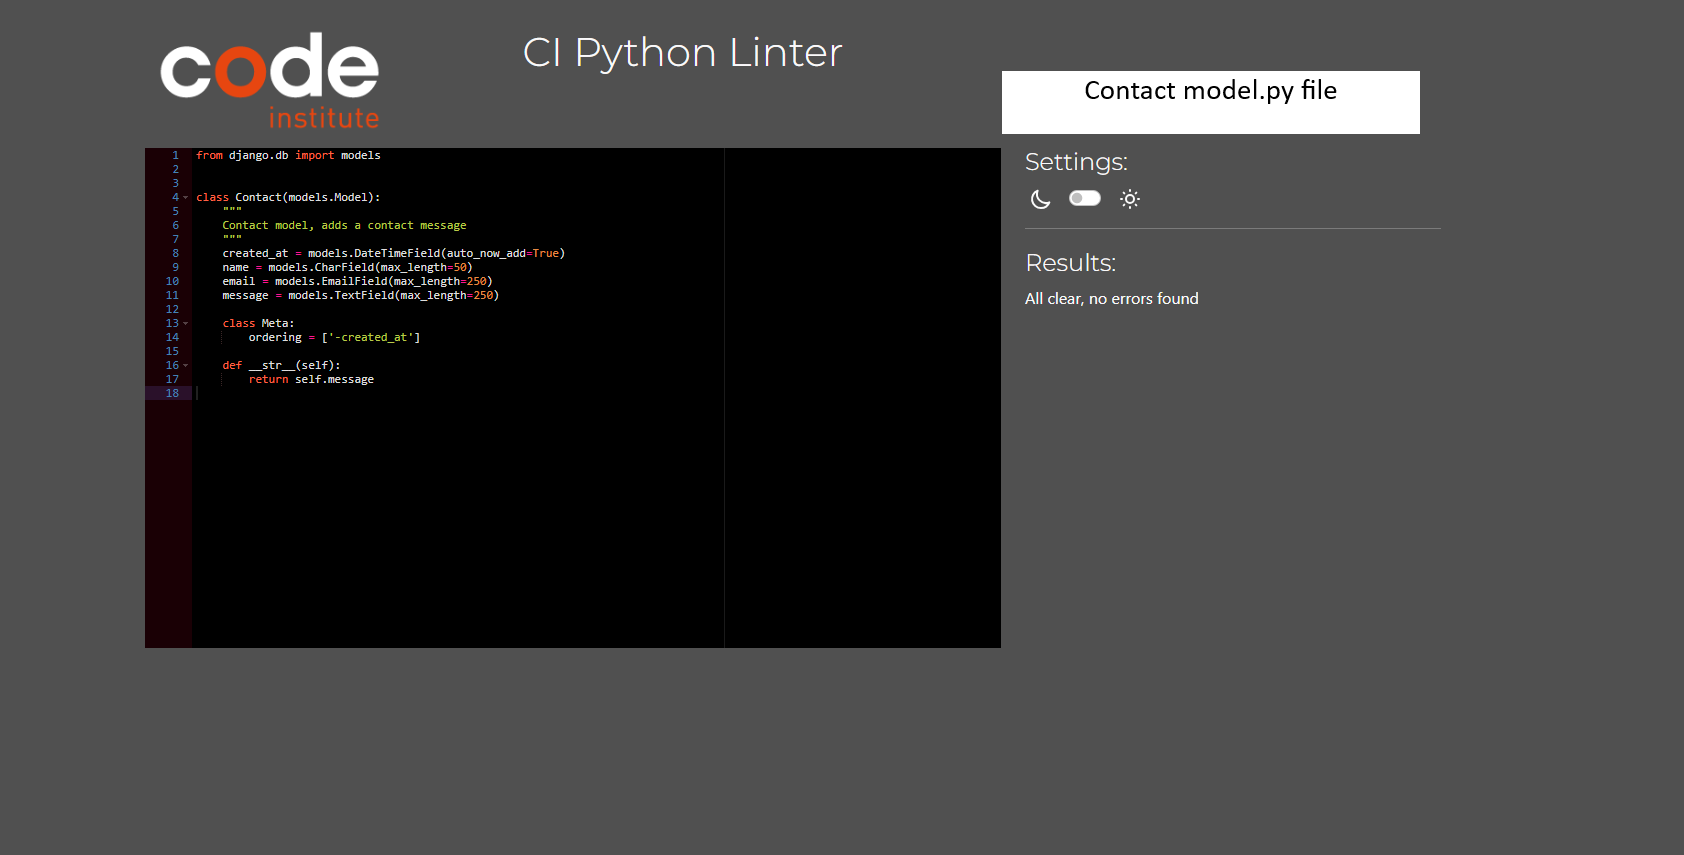 code
institute
CI Python Linter
Contact model.py file
1 from django.db import models
2
3
4 class Contact(models.Model):
5     """
6     Contact model, adds a contact message
7     """
8     created_at = models.DateTimeField(auto_now_add=True)
9     name = models.CharField(max_length=50)
10     email = models.EmailField(max_length=250)
11     message = models.TextField(max_length=250)
12
13     class Meta:
14         ordering = ['-created_at']
15
16     def __str__(self):
17         return self.message
18
Settings:
Results:
All clear, no errors found